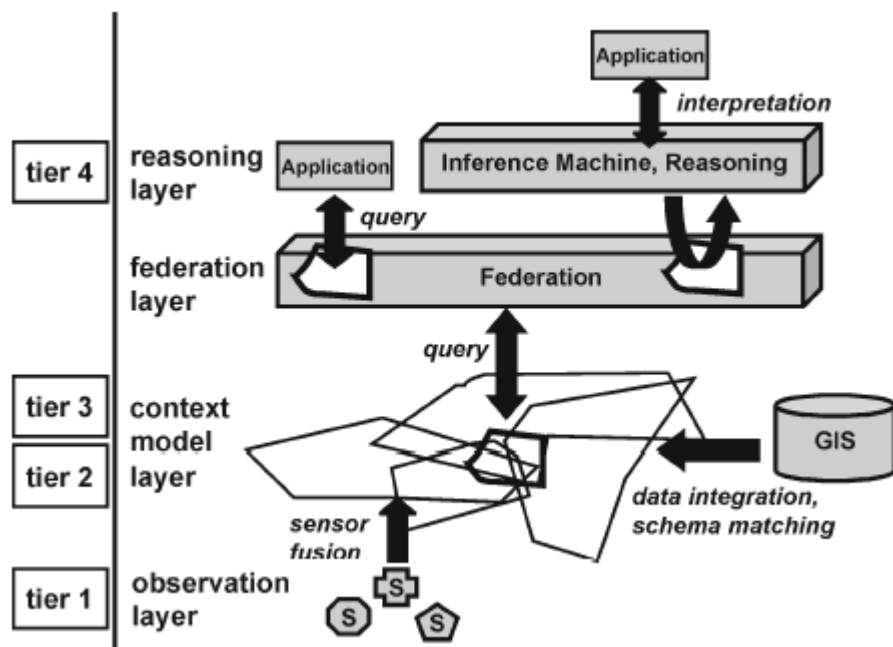 Application
interpretation
tier 4
reasoning
layer
Application
Inference Machine, Reasoning
query
federation
layer
Federation
query
tier 3
tier 2
context
model
layer
GIS
data integration,
schema matching
sensor
fusion
tier 1
observation
layer
S
S
S